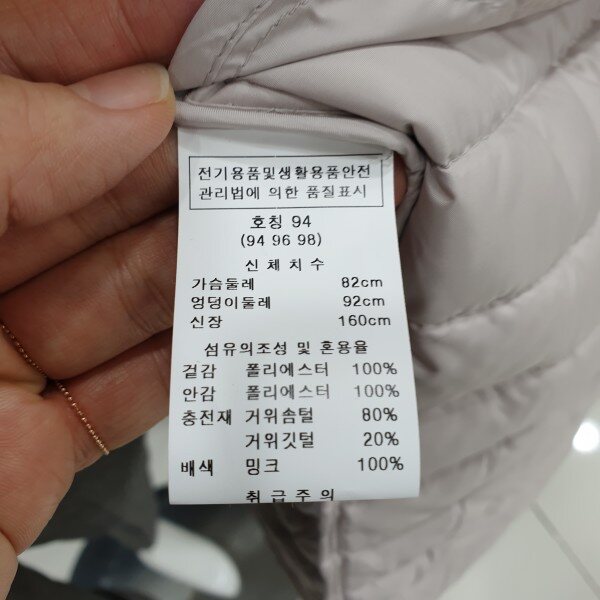 전기용품및생활용품안전
관리법에 의한 품질표시
호칭 94
(94 96 98)
신체치수
가슴둘레 82cm
엉덩이둘레 92cm
신장 160cm
섬유의조성 및 혼용율
겉감 폴리에스터 100%
안감 폴리에스터 100%
충전재 거위솜털 80%
거위깃털 20%
배색 밍크 100%
취급주의